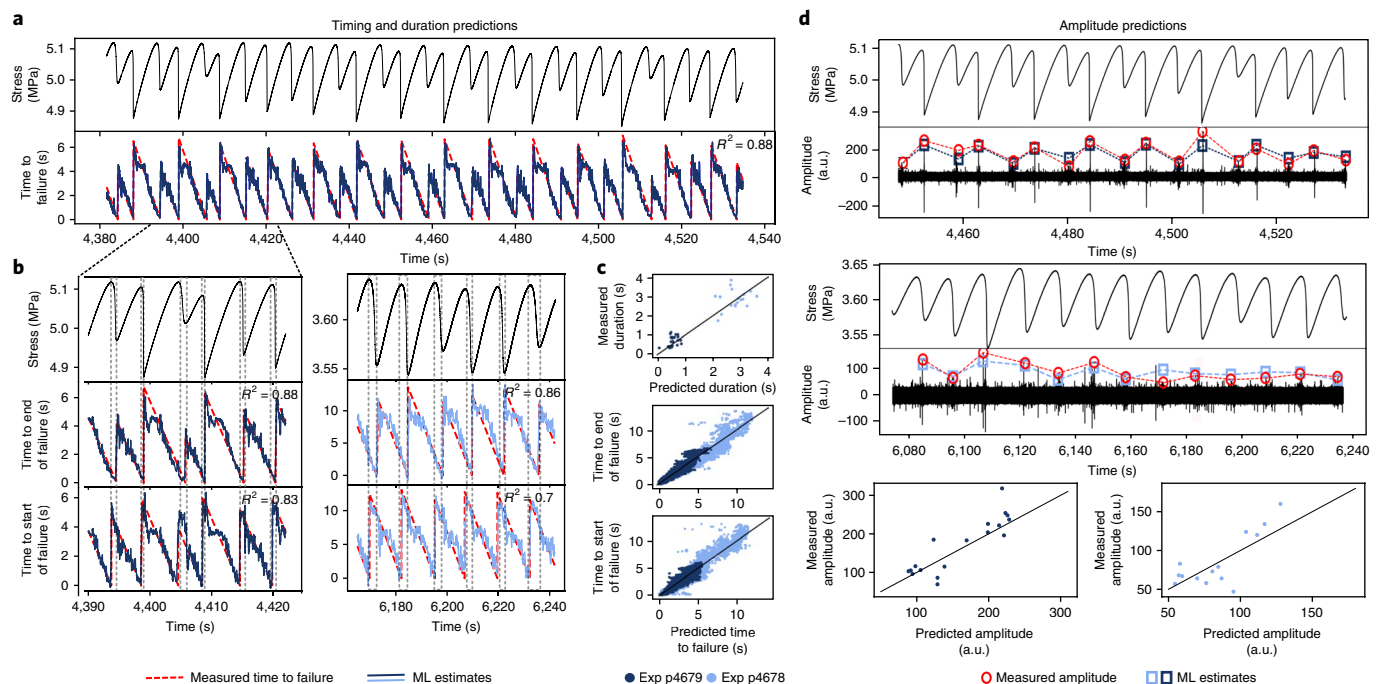 a
Timing and duration predictions
Stress
(MPa)
5.1
5.0
4.9
Time to
failure (s)
6
4
2
0
R² = 0.88
4,380
4,400
4,420
4,440
4,460
4,480
4,500
4,520
4,540
Time (s)
b
Stress (MPa)
5.1
5.0
4.9
3.60
3.55
Time to end
of failure (s)
6
4
2
0
R² = 0.88
10
5
0
R² = 0.86
Time to start
of failure (s)
6
4
2
0
R² = 0.83
10
5
0
R² = 0.7
4,390
4,400
4,410
4,420
Time (s)
6,180
6,200
6,220
6,240
Time (s)
c
Measured
duration (s)
4
3
2
1
0
0
1
2
3
4
Predicted duration (s)
Time to end
of failure (s)
15
10
5
0
0
5
10
Time to start
of failure (s)
15
10
5
0
0
5
10
Predicted time
to failure (s)
d
Amplitude predictions
Stress
(MPa)
5.1
5.0
4.9
Amplitude
(a.u.)
200
0
−200
4,460
4,480
4,500
4,520
Time (s)
Stress
(MPa)
3.65
3.60
3.55
Amplitude
(a.u.)
100
0
−100
6,080
6,100
6,120
6,140
6,160
6,180
6,200
6,220
6,240
Time (s)
Measured
amplitude (a.u.)
300
200
100
100
200
300
Predicted amplitude
(a.u.)
Measured
amplitude (a.u.)
150
100
50
50
100
150
Predicted amplitude
(a.u.)
Measured time to failure
ML estimates
Exp p4679
Exp p4678
Measured amplitude
ML estimates